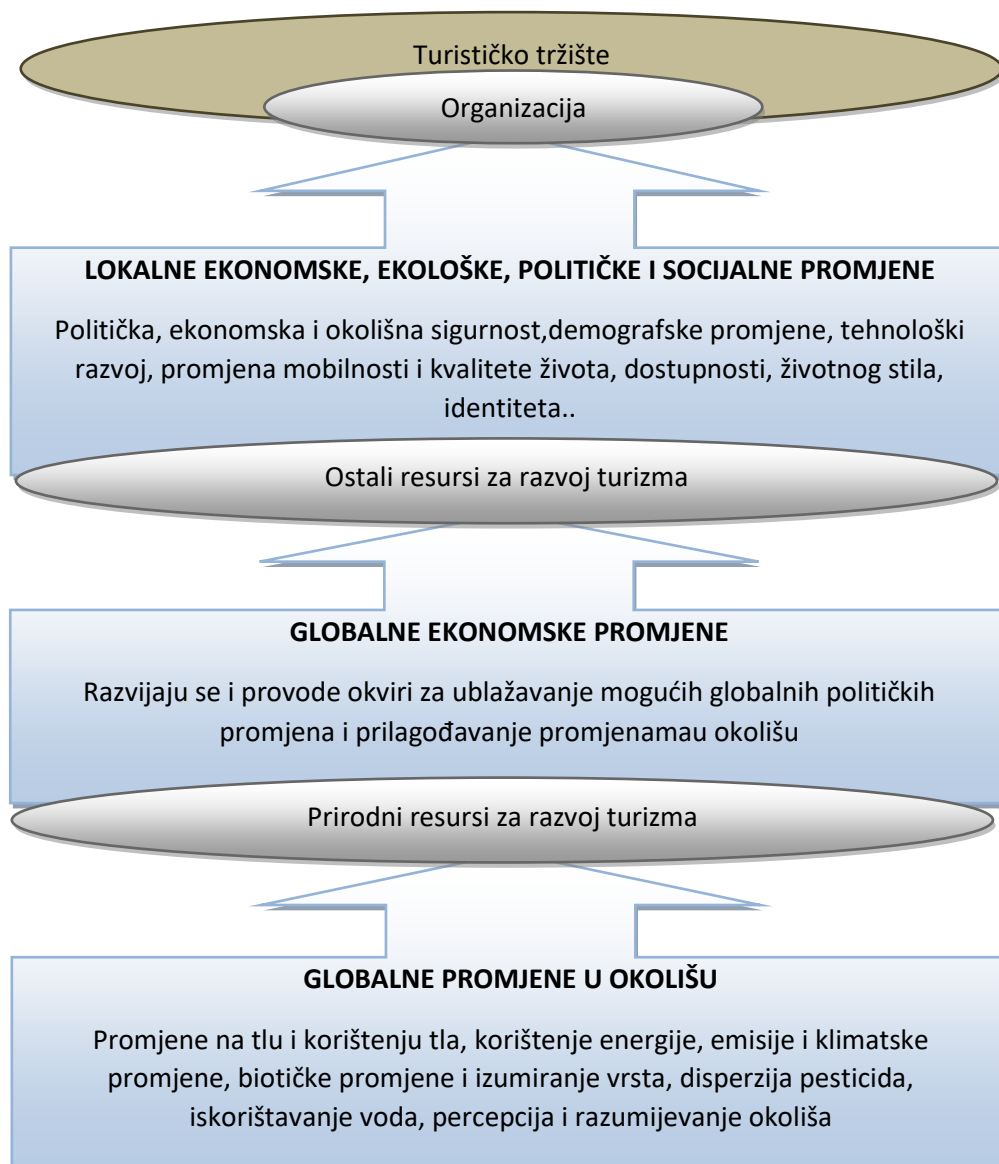 Turističko tržište
Organizacija
LOKALNE EKONOMSKE, EKOLOŠKE, POLITIČKE I SOCIJALNE PROMJENE
Politička, ekonomska i okolišna sigurnost,demografske promjene, tehnološki
razvoj, promjena mobilnosti i kvalitete života, dostupnosti, životnog stila,
identiteta..
Ostali resursi za razvoj turizma
GLOBALNE EKONOMSKE PROMJENE
Razvijaju se i provode okviri za ublažavanje mogućih globalnih političkih
promjena i prilagođavanje promjenamau okolišu
Prirodni resursi za razvoj turizma
GLOBALNE PROMJENE U OKOLIŠU
Promjene na tlu i korištenju tla, korištenje energije, emisije i klimatske
promjene, biotičke promjene i izumiranje vrsta, disperzija pesticida,
iskorištavanje voda, percepcija i razumijevanje okoliša